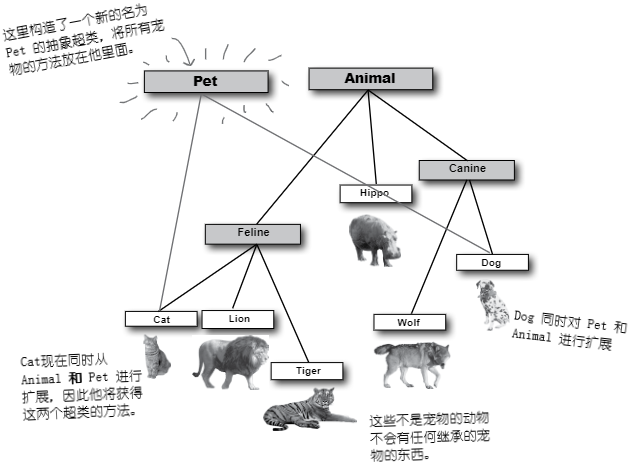 这里构造了一个新的名为
Pet 的抽象超类，将所有宠
物的方法放在他里面。
Pet
Animal
Hippo
Canine
Feline
Dog
Cat
Lion
Wolf
Tiger
Dog 同时对 Pet 和
Animal 进行扩展
Cat现在同时从
Animal 和 Pet 进行
扩展，因此他将获得
这两个超类的方法。
这些不是宠物的动物
不会有任何继承的宠
物的东西。